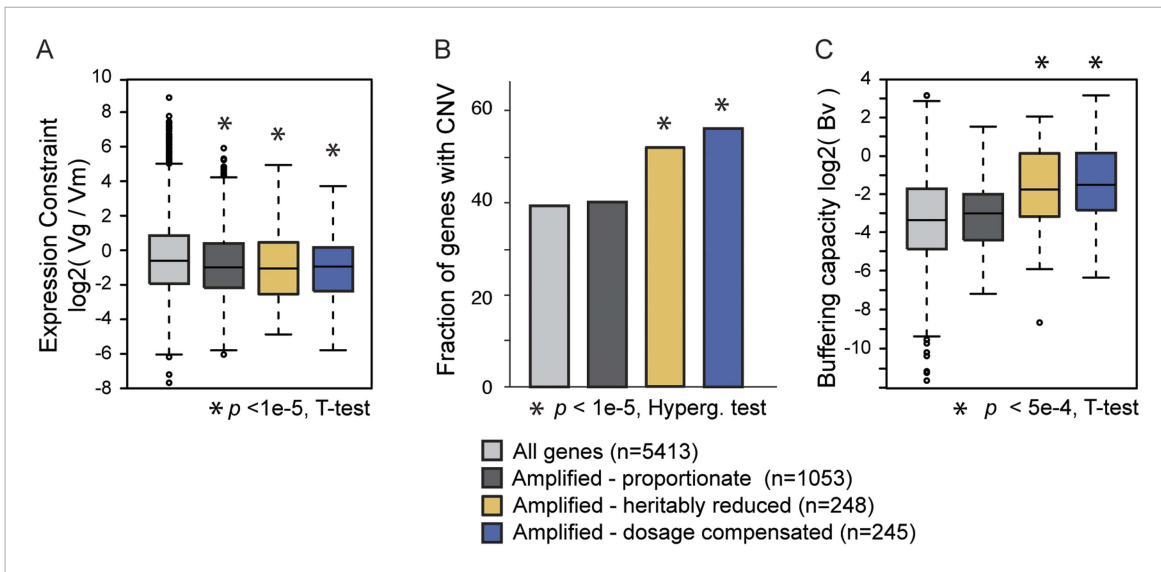 A
Expression Constraint
log2( Vg / Vm)
10
8
6
4
2
0
-2
-4
-6
-8
*
*
*
* p <1e-5, T-test
B
Fraction of genes with CNV
60
40
20
0
*
*
* p < 1e-5, Hyperg. test
C
Buffering capacity log2( Bv )
4
2
0
-2
-4
-6
-8
-10
*
*
* p < 5e-4, T-test
All genes (n=5413)
Amplified - proportionate (n=1053)
Amplified - heritably reduced (n=248)
Amplified - dosage compensated (n=245)